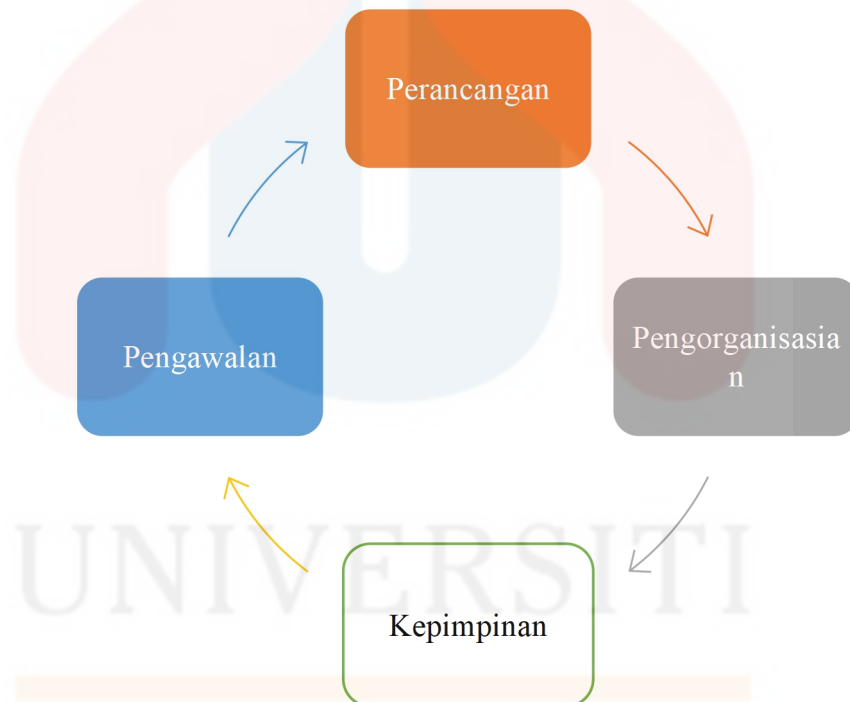 Perancangan
Pengawalan
Pengorganisasia
n
Kepimpinan
UNIVERSITI